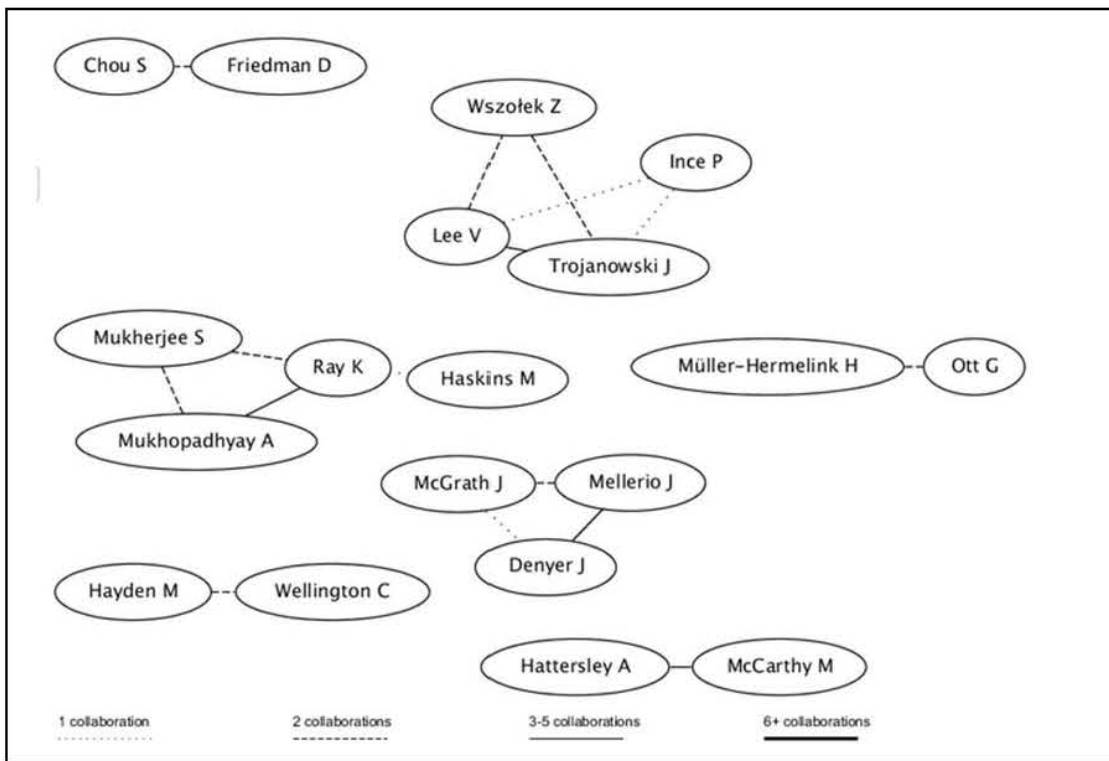 Chou S
Friedman D
Wszołek Z
Ince P
Lee V
Trojanowski J
Mukherjee S
Ray K
Haskins M
Müller-Hermelink H
Ott G
Mukhopadhyay A
McGrath J
Mellerio J
Denyer J
Hayden M
Wellington C
Hattersley A
McCarthy M
1 collaboration
2 collaborations
3-5 collaborations
6+ collaborations